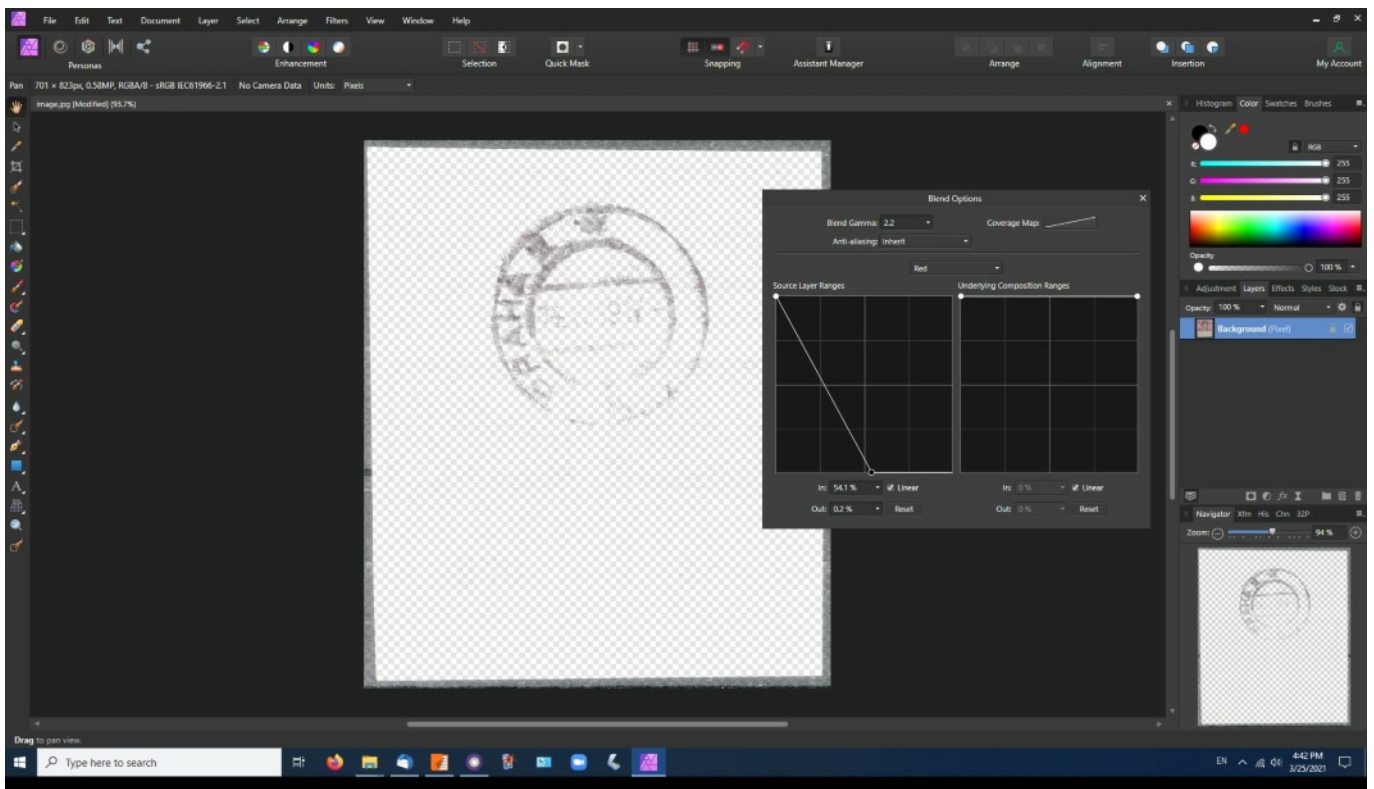 File Edit Text Document Layer Select Arrange Filters View Window Help
Personas Enhancement Selection Quick Mask Snapping Assistant Manager Arrange Alignment Insertion My Account
Pan 701 × 823px, 0.58MP, RGBA/8 - sRGB IEC61966-2.1 No Camera Data Units: Pixels
image.jpg [Modified] (93.7%)
Histogram Color Swatches Brushes
RGB
R: 255
G: 255
B: 255
Opacity
100 %
Adjustment Layers Effects Styles Stock
Opacity: 100 % Normal
Background (Pixel)
Blend Options
Blend Gamma: 2.2 Coverage Map:
Anti-aliasing: Inherit
Red
Source Layer Ranges Underlying Composition Ranges
In: 54.1 % Linear In: 0 % Linear
Out: 0.2 % Reset Out: 0 % Reset
Navigator Xfm His Chn 32P
Zoom: 94 %
Drag to pan view.
Type here to search
EN
4:42 PM
3/25/2021